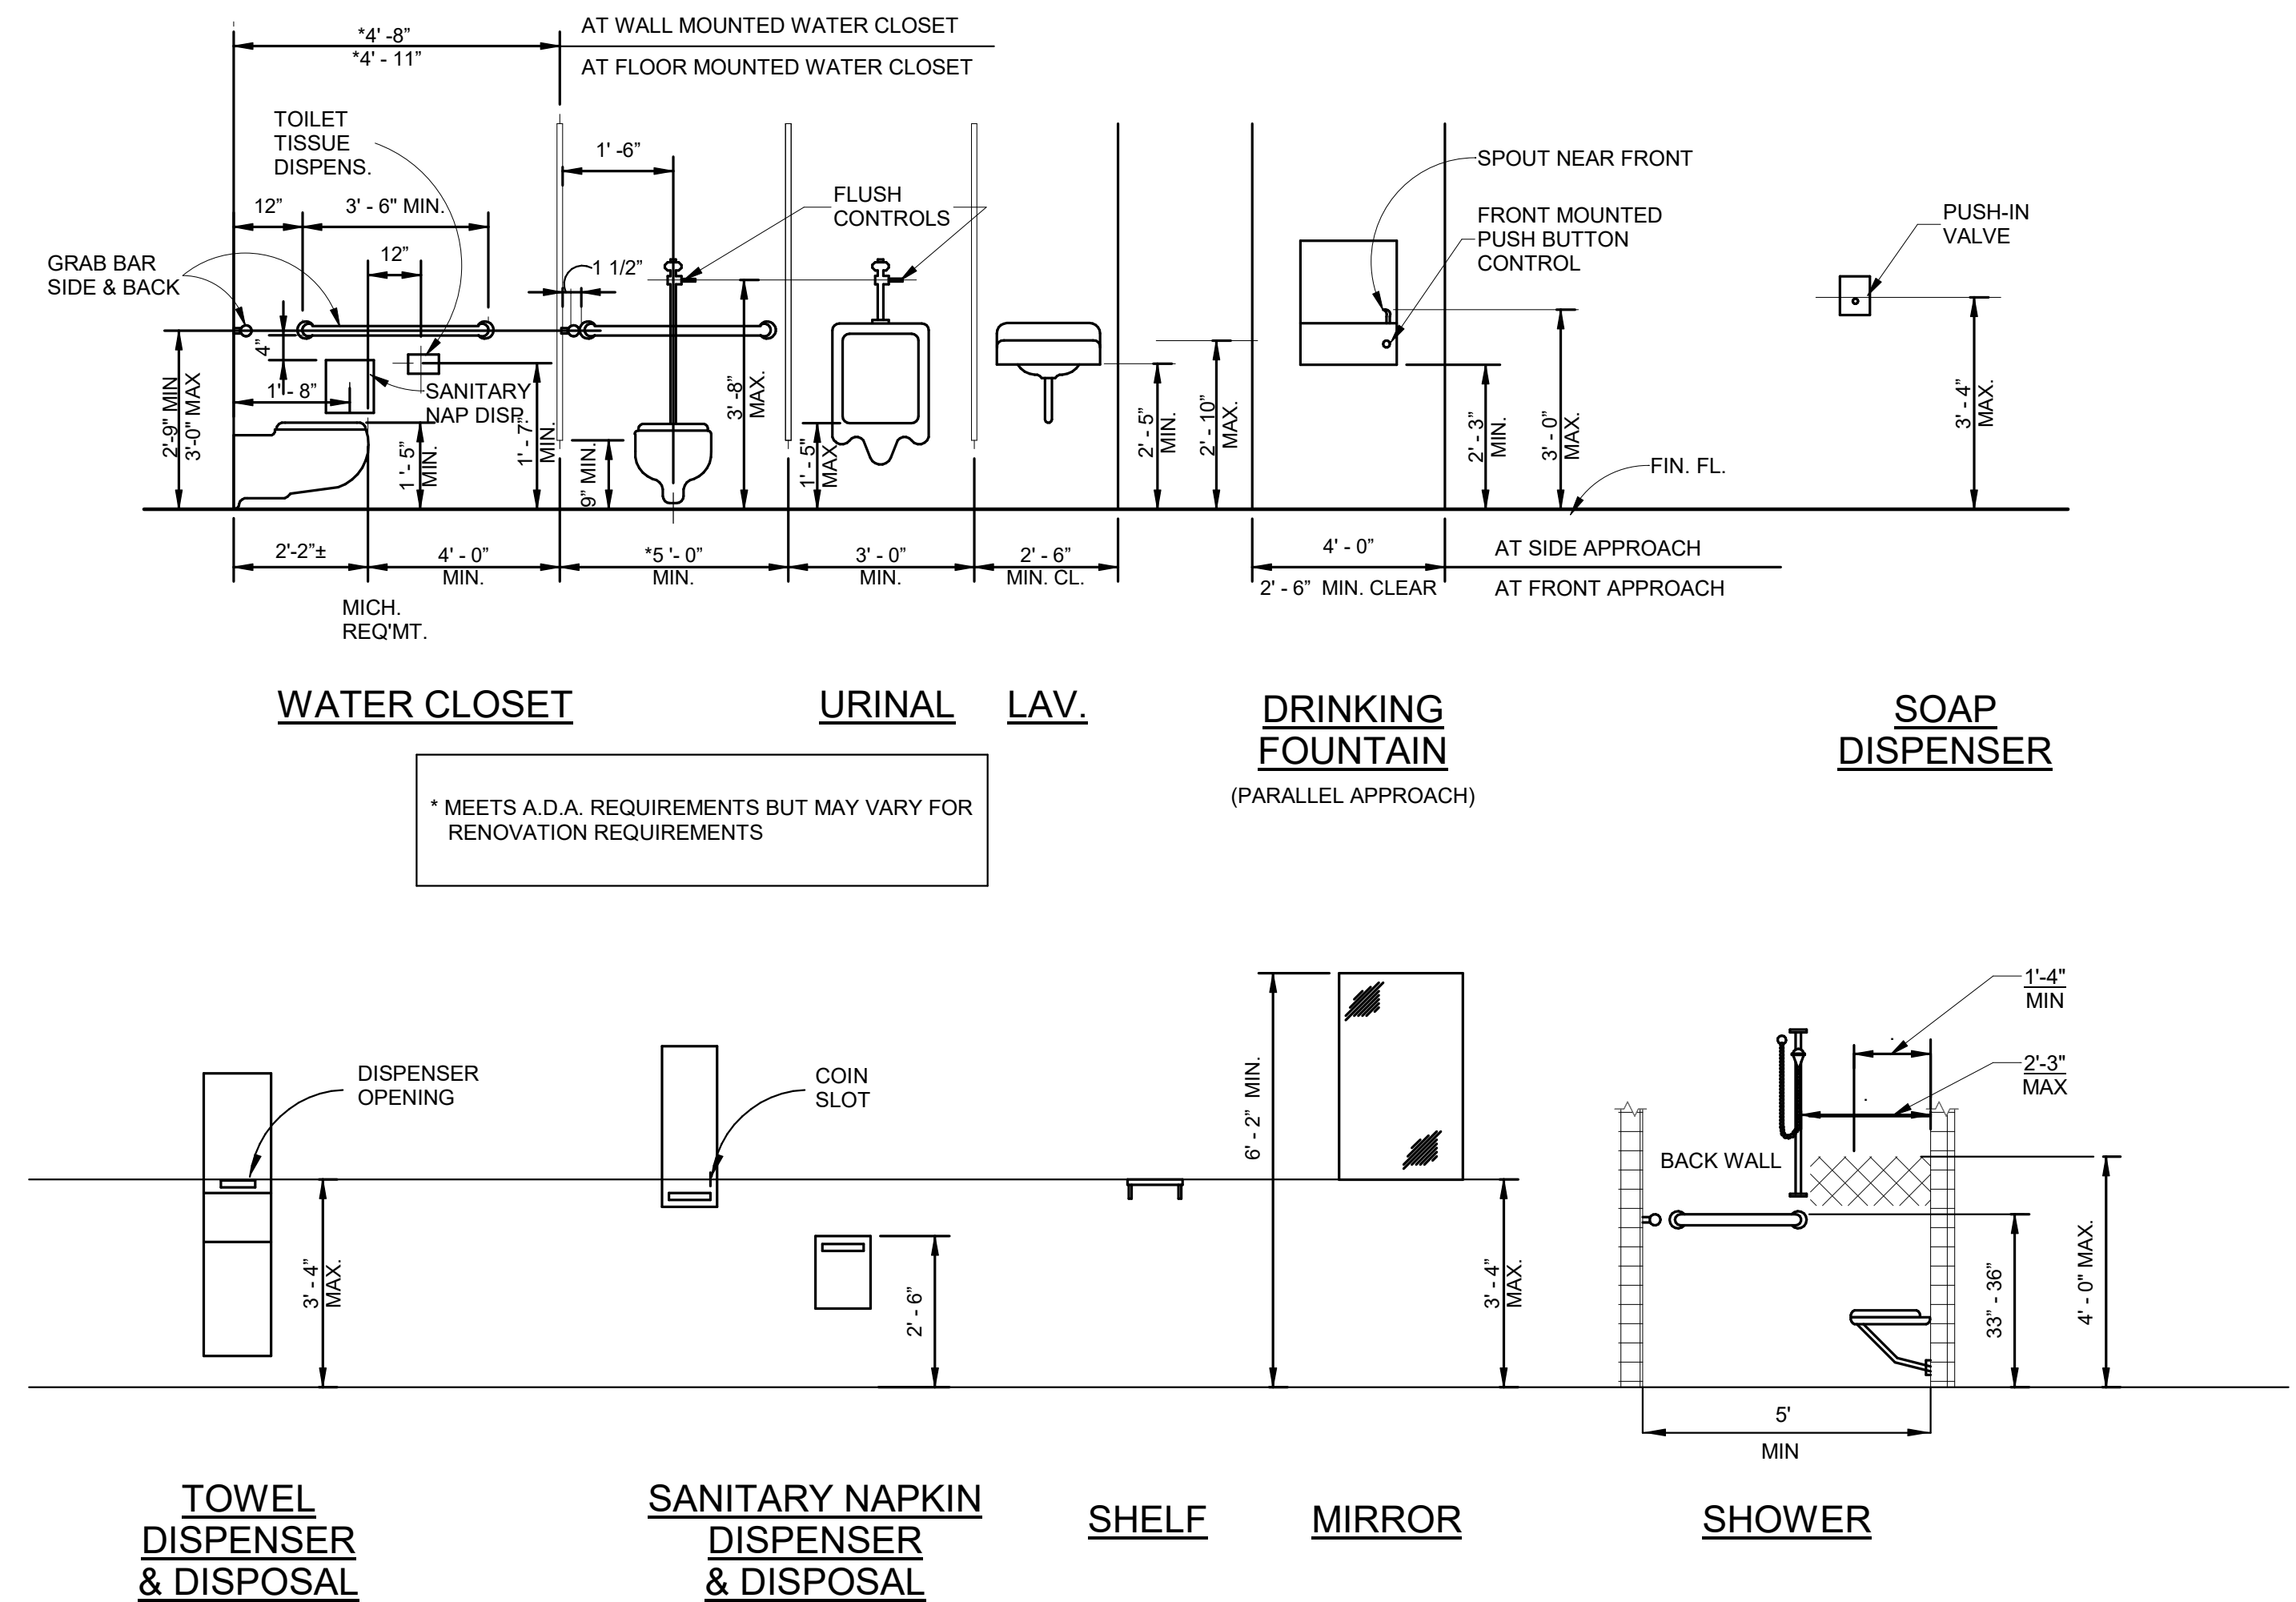 *4' -8”
*4' - 11”
AT WALL MOUNTED WATER CLOSET
AT FLOOR MOUNTED WATER CLOSET
TOILET
TISSUE
DISPENS.
1' -6”
12”
3' - 6" MIN.
12”
GRAB BAR
SIDE & BACK
1 1/2”
FLUSH
CONTROLS
SPOUT NEAR FRONT
FRONT MOUNTED
PUSH BUTTON
CONTROL
PUSH-IN
VALVE
4”
1' - 8”
SANITARY
NAP DISP.
2'-9" MIN
3'-0" MAX
1' - 5”
MIN.
1' - 7”
MIN.
9” MIN.
3' -8”
MAX.
1' - 5"
MAX
2' - 5”
MIN.
2' - 10”
MAX.
2' - 3”
MIN.
3' - 0”
MAX.
3' - 4”
MAX.
FIN. FL.
2'-2”±
4' - 0”
MIN.
*5 '- 0”
MIN.
3' - 0”
MIN.
2' - 6”
MIN. CL.
4' - 0”
2' - 6” MIN. CLEAR
AT SIDE APPROACH
AT FRONT APPROACH
MICH.
REQ'MT.
WATER CLOSET
URINAL
LAV.
DRINKING
FOUNTAIN
(PARALLEL APPROACH)
SOAP
DISPENSER
* MEETS A.D.A. REQUIREMENTS BUT MAY VARY FOR
RENOVATION REQUIREMENTS
DISPENSER
OPENING
3' - 4”
MAX.
COIN
SLOT
2' - 6”
6' - 2” MIN.
3' - 4”
MAX.
1'-4"
MIN
2'-3"
MAX
BACK WALL
33” - 36”
4' - 0" MAX.
5'
MIN
TOWEL
DISPENSER
& DISPOSAL
SANITARY NAPKIN
DISPENSER
& DISPOSAL
SHELF
MIRROR
SHOWER